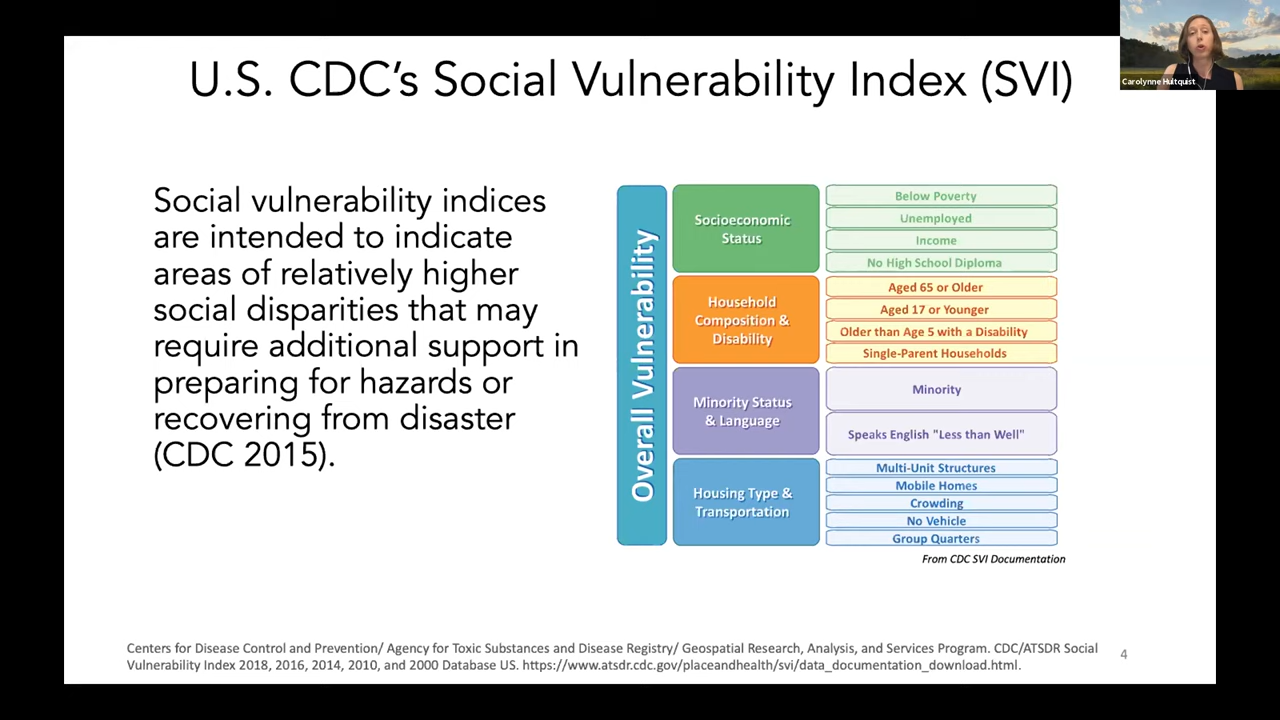 U.S. CDC's Social Vulnerability Index (SVI)
Carolynne Hultquist
Social vulnerability indices
are intended to indicate
areas of relatively higher
social disparities that may
require additional support in
preparing for hazards or
recovering from disaster
(CDC 2015).
Overall Vulnerability
Socioeconomic
Status
Below Poverty
Unemployed
Income
No High School Diploma
Household
Composition &
Disability
Aged 65 or Older
Aged 17 or Younger
Older than Age 5 with a Disability
Single-Parent Households
Minority Status
& Language
Minority
Speaks English "Less than Well"
Housing Type &
Transportation
Multi-Unit Structures
Mobile Homes
Crowding
No Vehicle
Group Quarters
From CDC SVI Documentation
Centers for Disease Control and Prevention/ Agency for Toxic Substances and Disease Registry/ Geospatial Research, Analysis, and Services Program. CDC/ATSDR Social
Vulnerability Index 2018, 2016, 2014, 2010, and 2000 Database US. https://www.atsdr.cdc.gov/placeandhealth/svi/data_documentation_download.html.
4